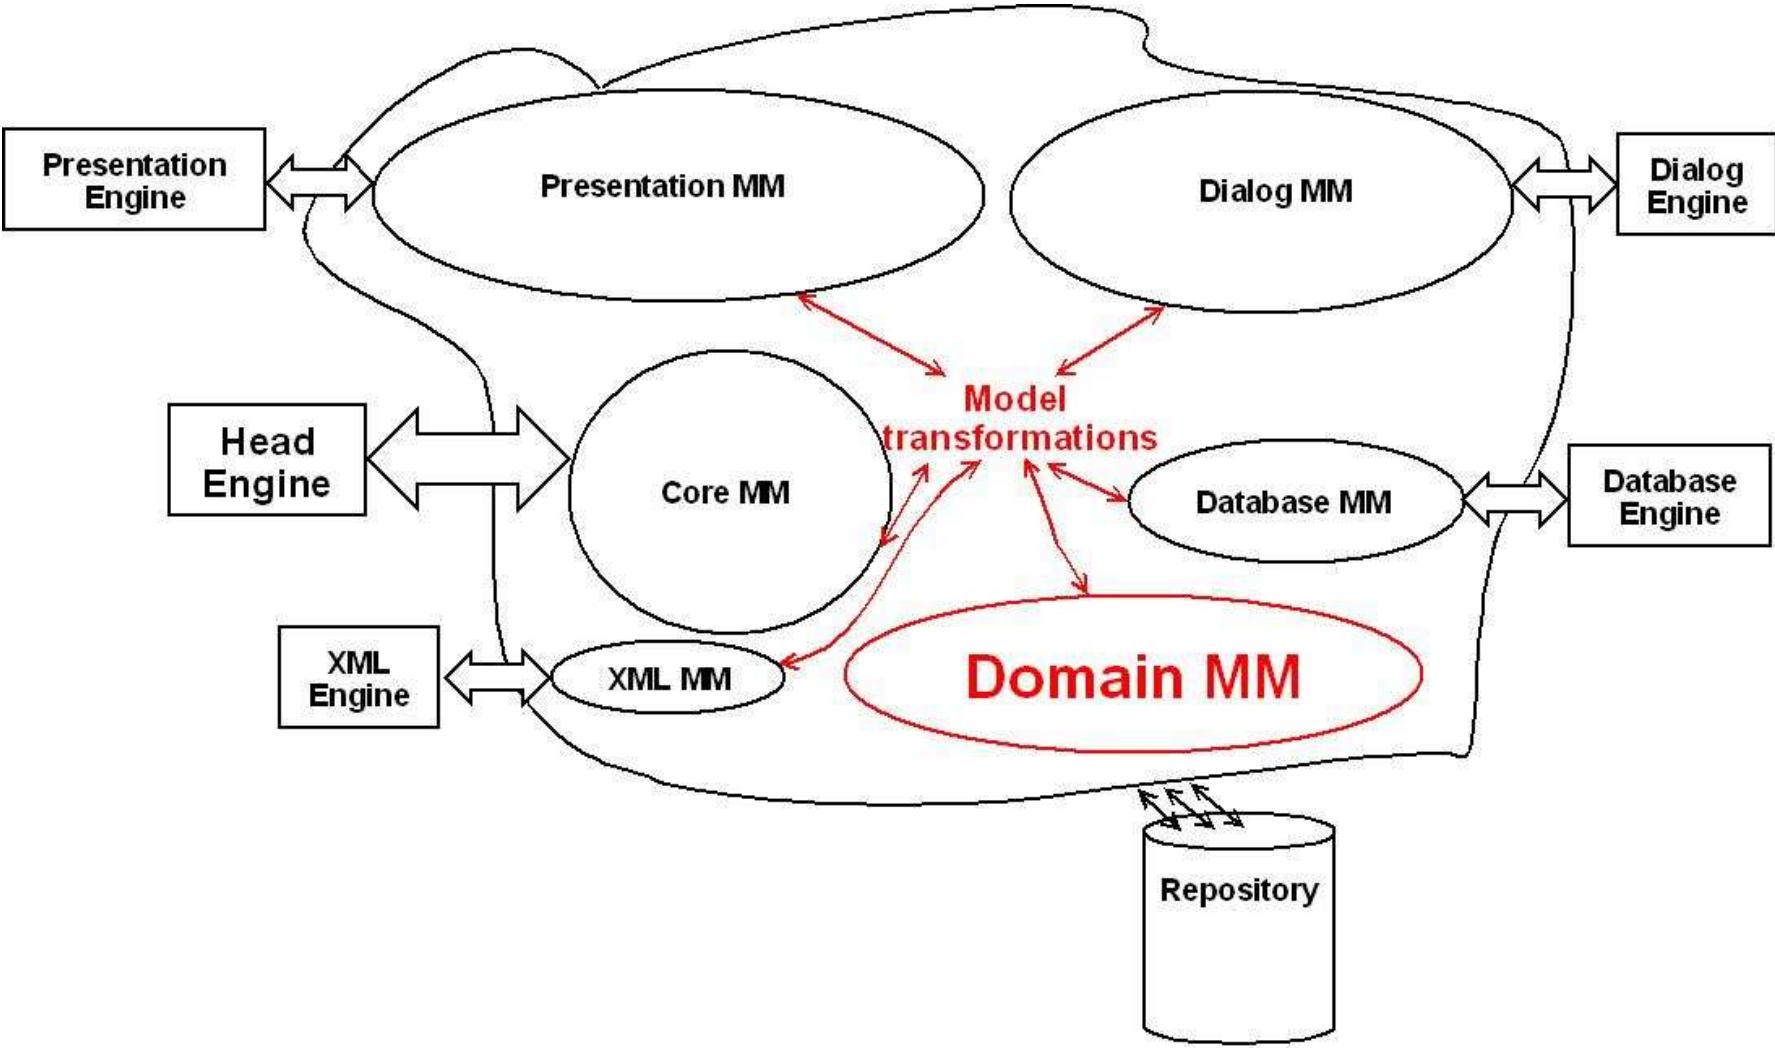 Presentation
Engine
Presentation MM
Dialog MM
Dialog
Engine
Model
transformations
Head
Engine
Core MM
Database MM
Database
Engine
XML
Engine
XML MM
Domain MM
Repository